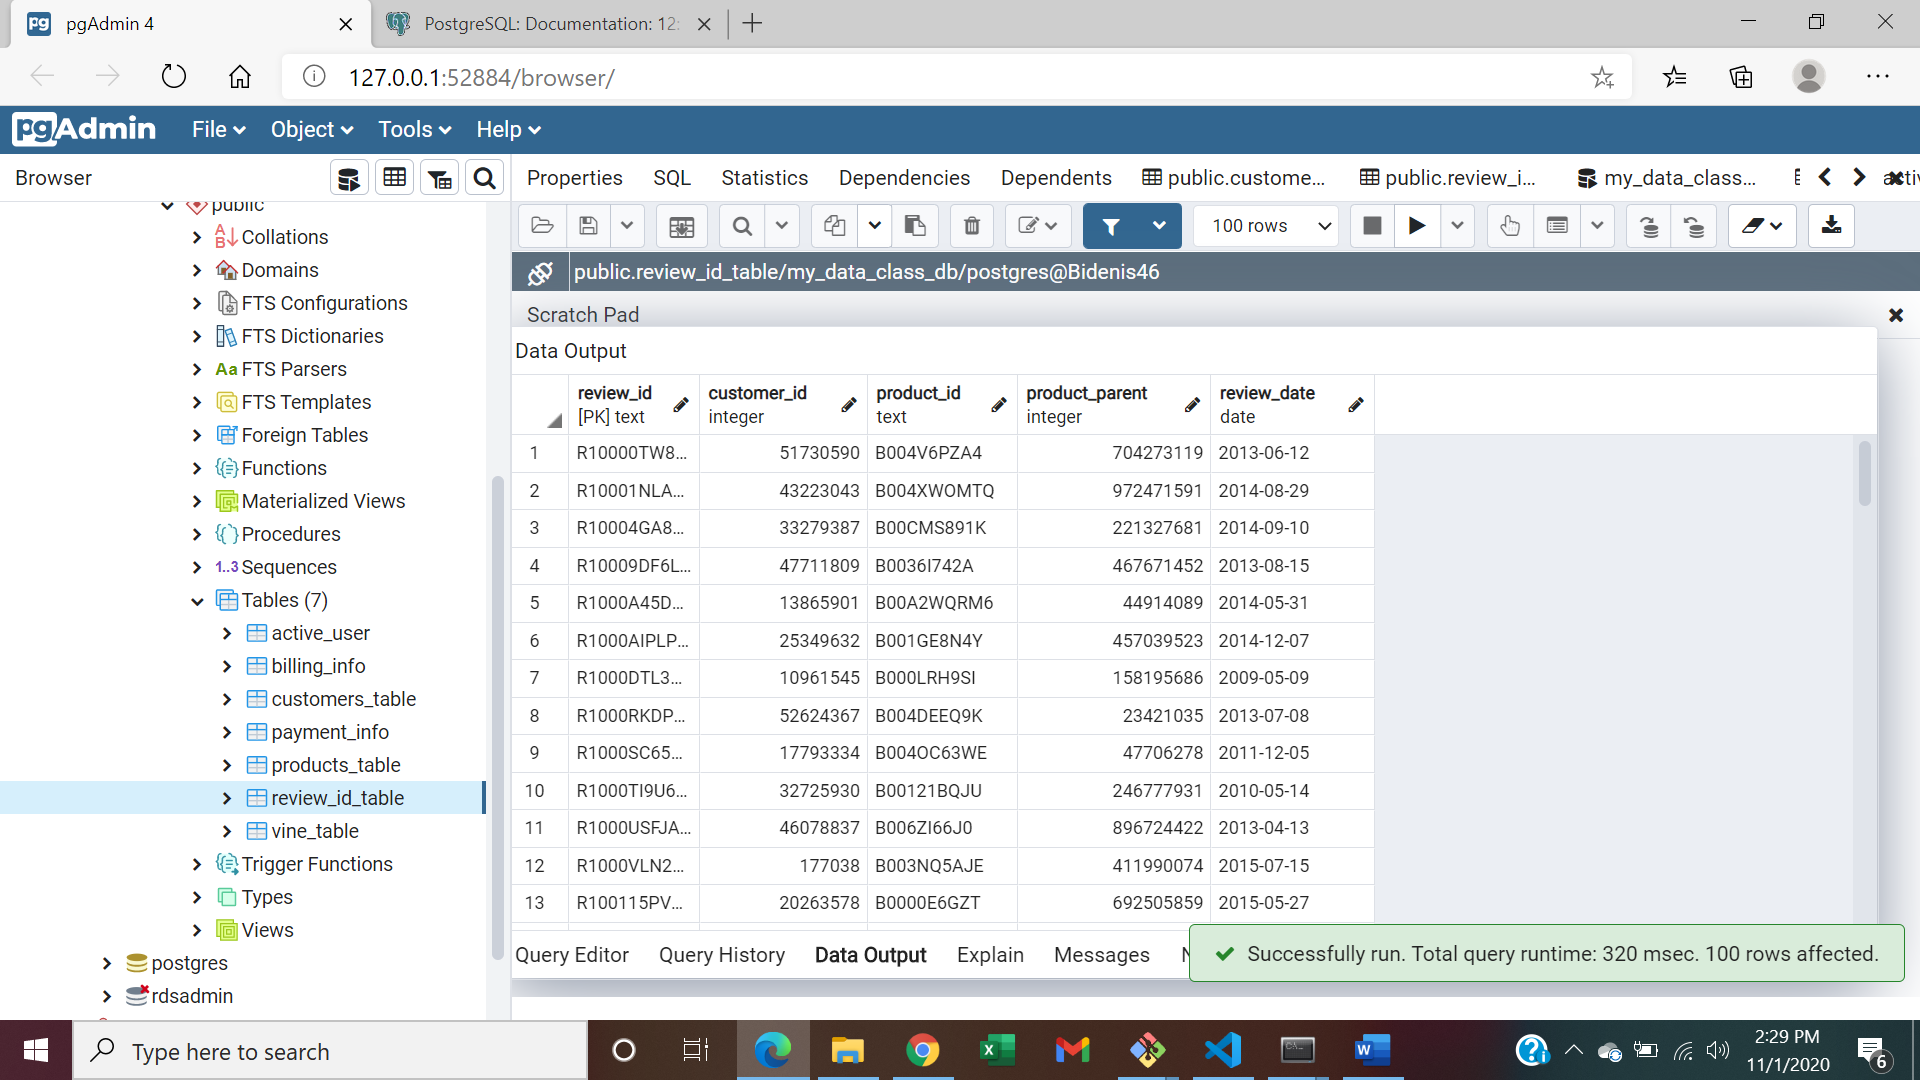 pgAdmin 4
PostgreSQL: Documentation: 12:
127.0.0.1:52884/browser/
pgAdmin File Object Tools Help
Browser
Properties SQL Statistics Dependencies Dependents public.custome... public.review_i... my_data_class...
100 rows
public.review_id_table/my_data_class_db/postgres@Bidenis46
Scratch Pad
Data Output
public
Collations
Domains
FTS Configurations
FTS Dictionaries
FTS Parsers
FTS Templates
Foreign Tables
Functions
Materialized Views
Procedures
1..3 Sequences
Tables (7)
active_user
billing_info
customers_table
payment_info
products_table
review_id_table
vine_table
Trigger Functions
Types
Views
postgres
rdsadmin
review_id customer_id product_id product_parent review_date
[PK] text integer text integer date
1 R10000TW8... 51730590 B004V6PZA4 704273119 2013-06-12
2 R10001NLA... 43223043 B004XWOMTQ 972471591 2014-08-29
3 R10004GA8... 33279387 B00CMS891K 221327681 2014-09-10
4 R10009DF6L... 47711809 B0036I742A 467671452 2013-08-15
5 R1000A45D... 13865901 B00A2WQRM6 44914089 2014-05-31
6 R1000AIPLP... 25349632 B001GE8N4Y 457039523 2014-12-07
7 R1000DTL3... 10961545 B000LRH9SI 158195686 2009-05-09
8 R1000RKDP... 52624367 B004DEEQ9K 23421035 2013-07-08
9 R1000SC65... 17793334 B004OC63WE 47706278 2011-12-05
10 R1000TI9U6... 32725930 B00121BQJU 246777931 2010-05-14
11 R1000USFJA... 46078837 B006ZI66J0 896724422 2013-04-13
12 R1000VLN2... 177038 B003NQ5AJE 411990074 2015-07-15
13 R100115PV... 20263578 B0000E6GZT 692505859 2015-05-27
Query Editor Query History Data Output Explain Messages
Successfully run. Total query runtime: 320 msec. 100 rows affected.
Type here to search
2:29 PM
11/1/2020
6